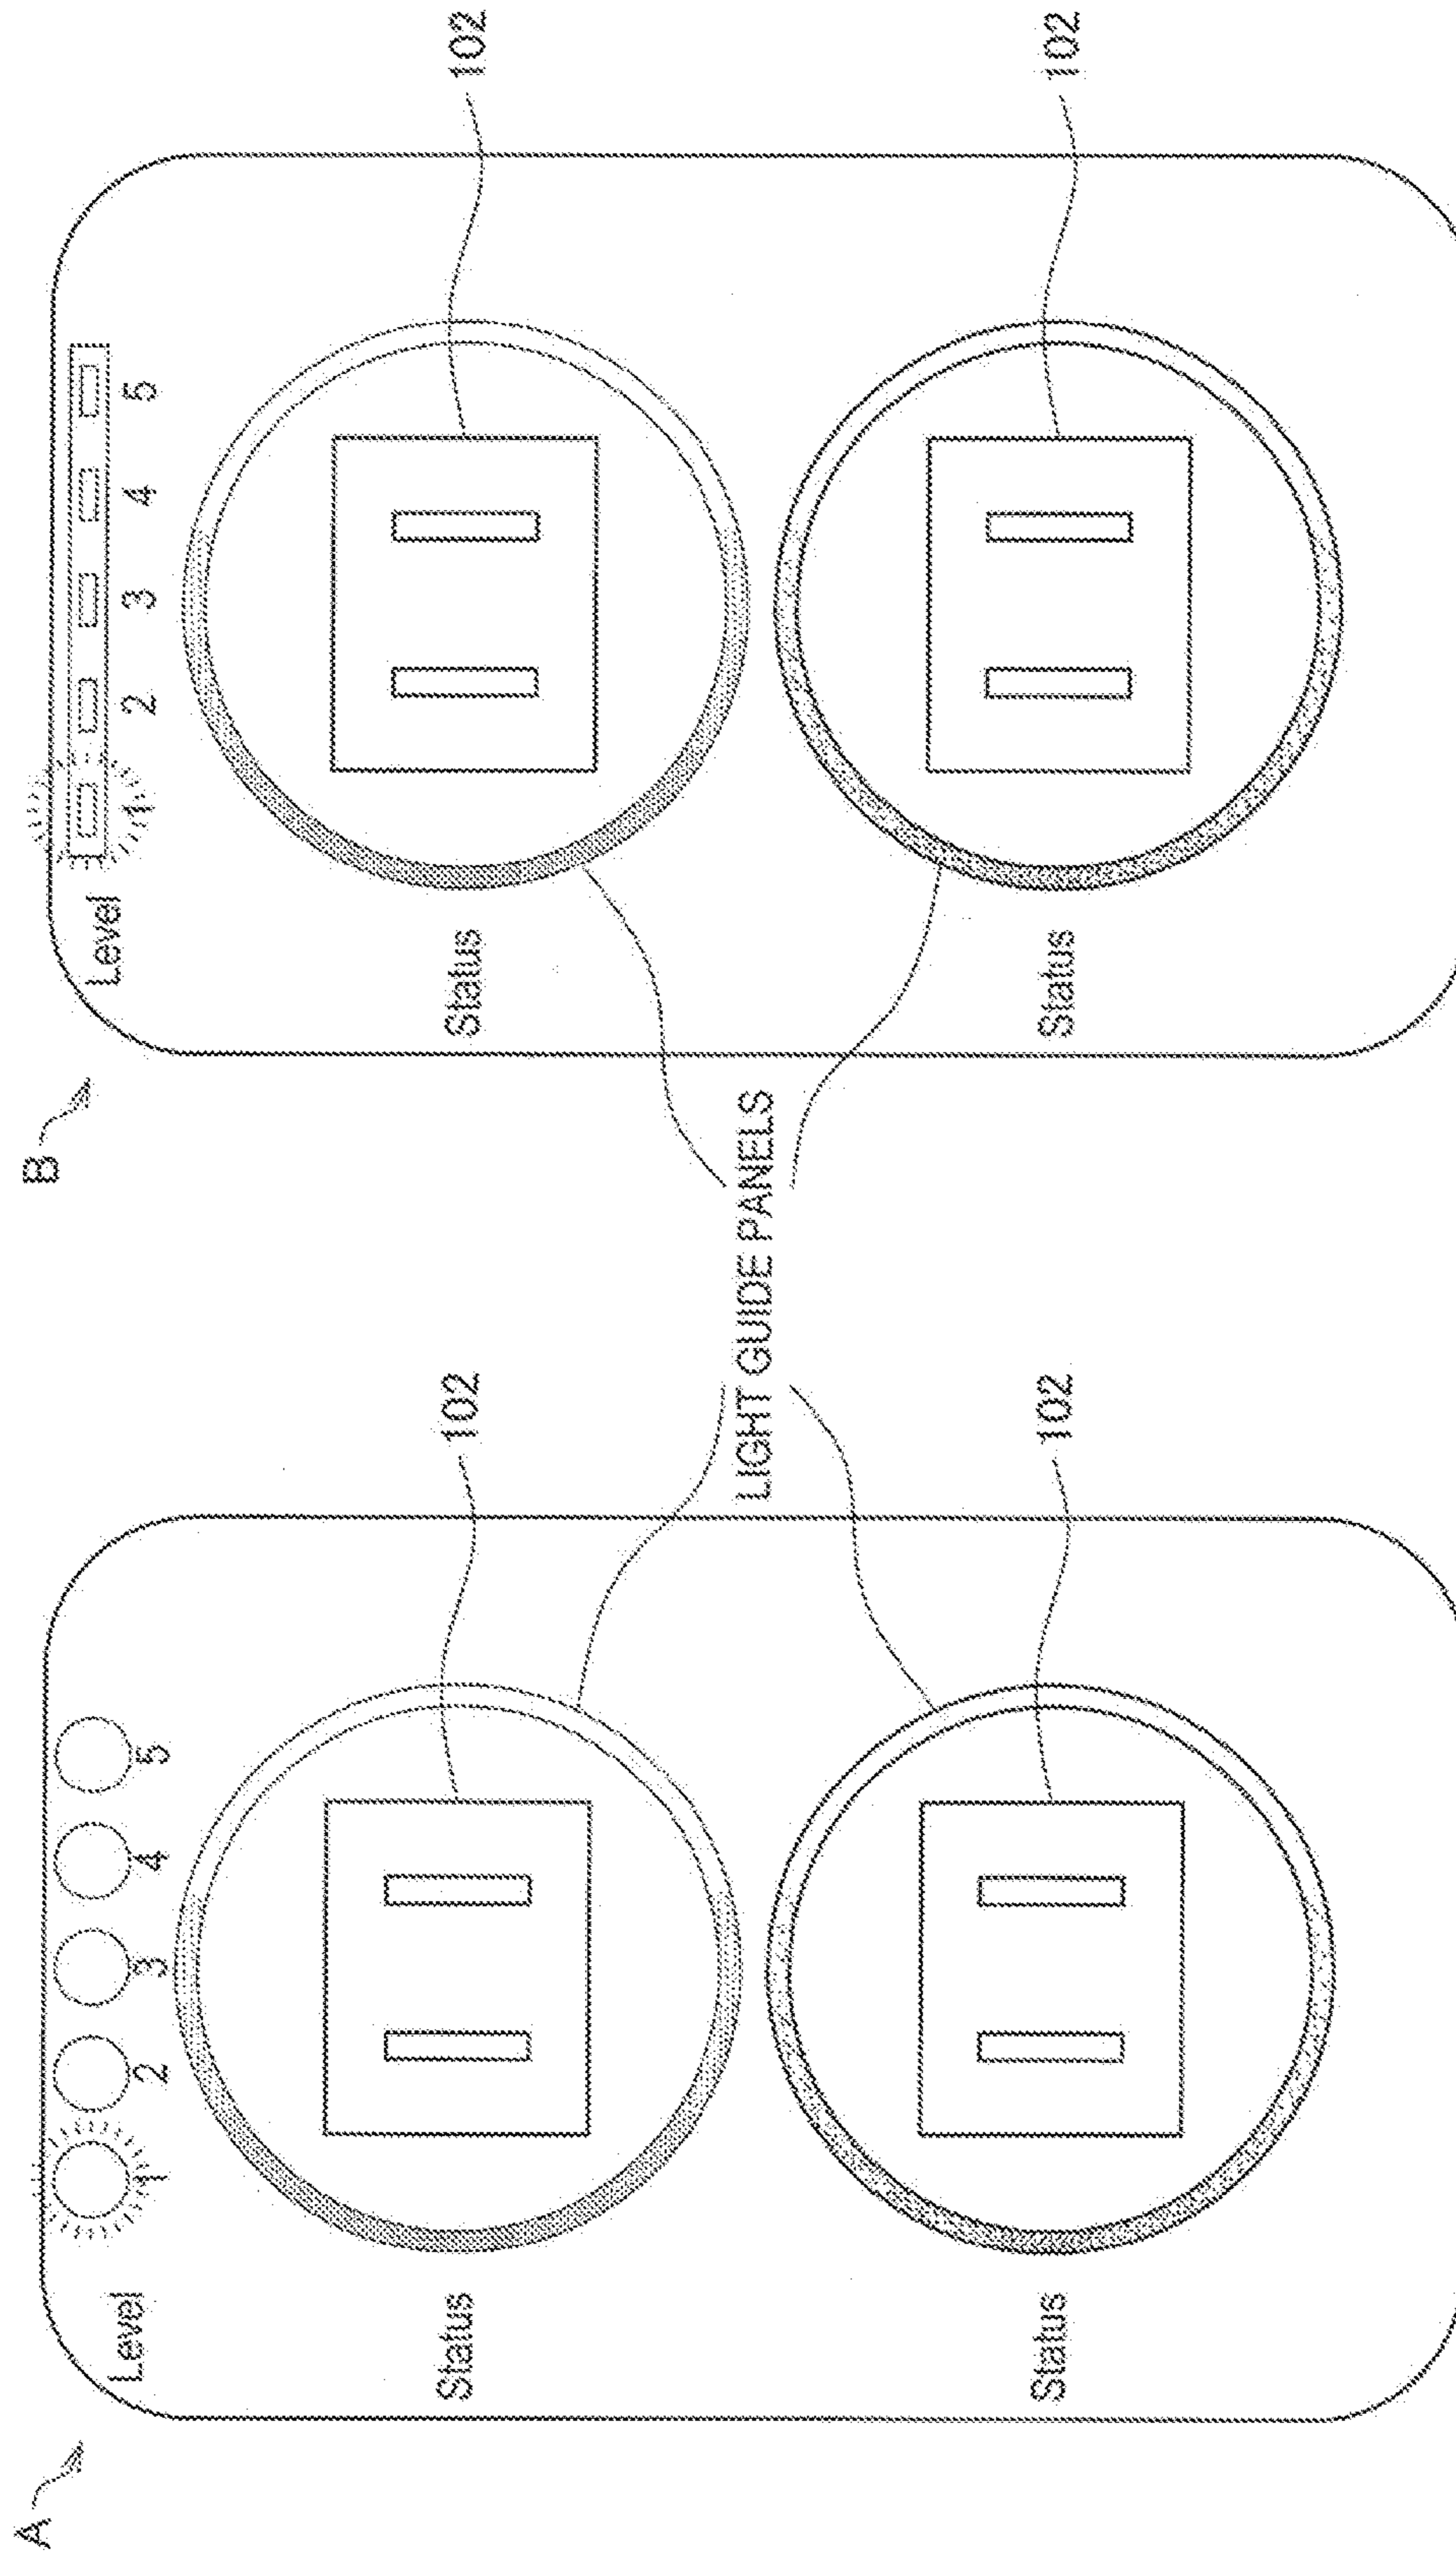 A
Level
1 2 3 4 5
102
Status
102
Status
LIGHT GUIDE PANELS
B
Level
1 2 3 4 5
102
Status
102
Status